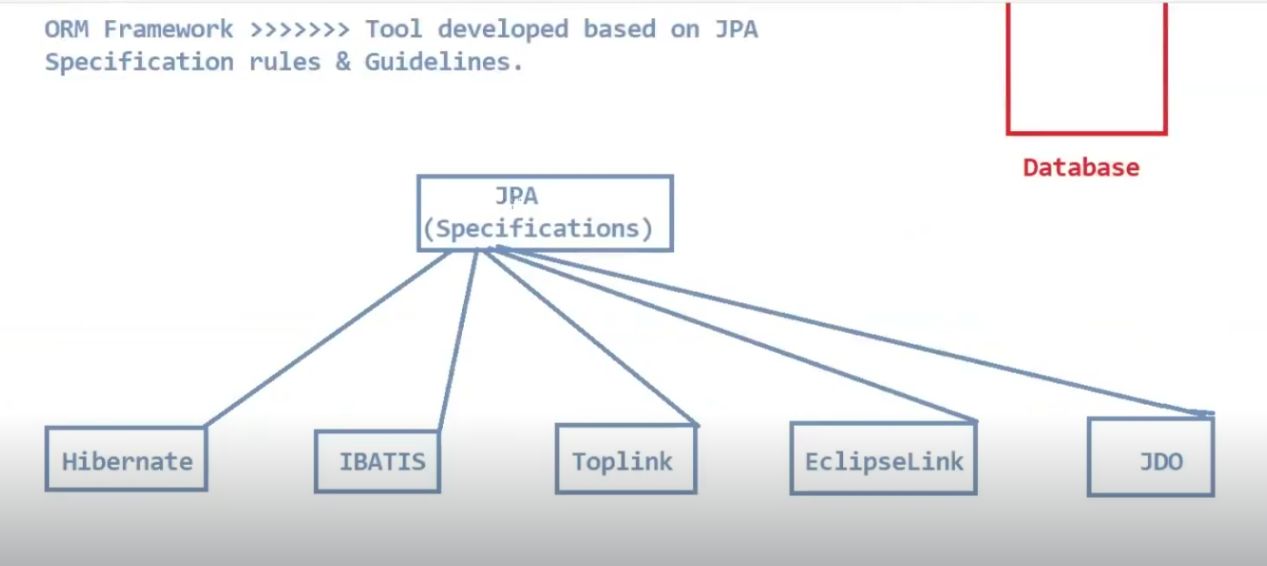 ORM Framework >>>>>>> Tool developed based on JPA
Specification rules & Guidelines.
Database
JPA
(Specifications)
Hibernate
IBATIS
Toplink
EclipseLink
JDO